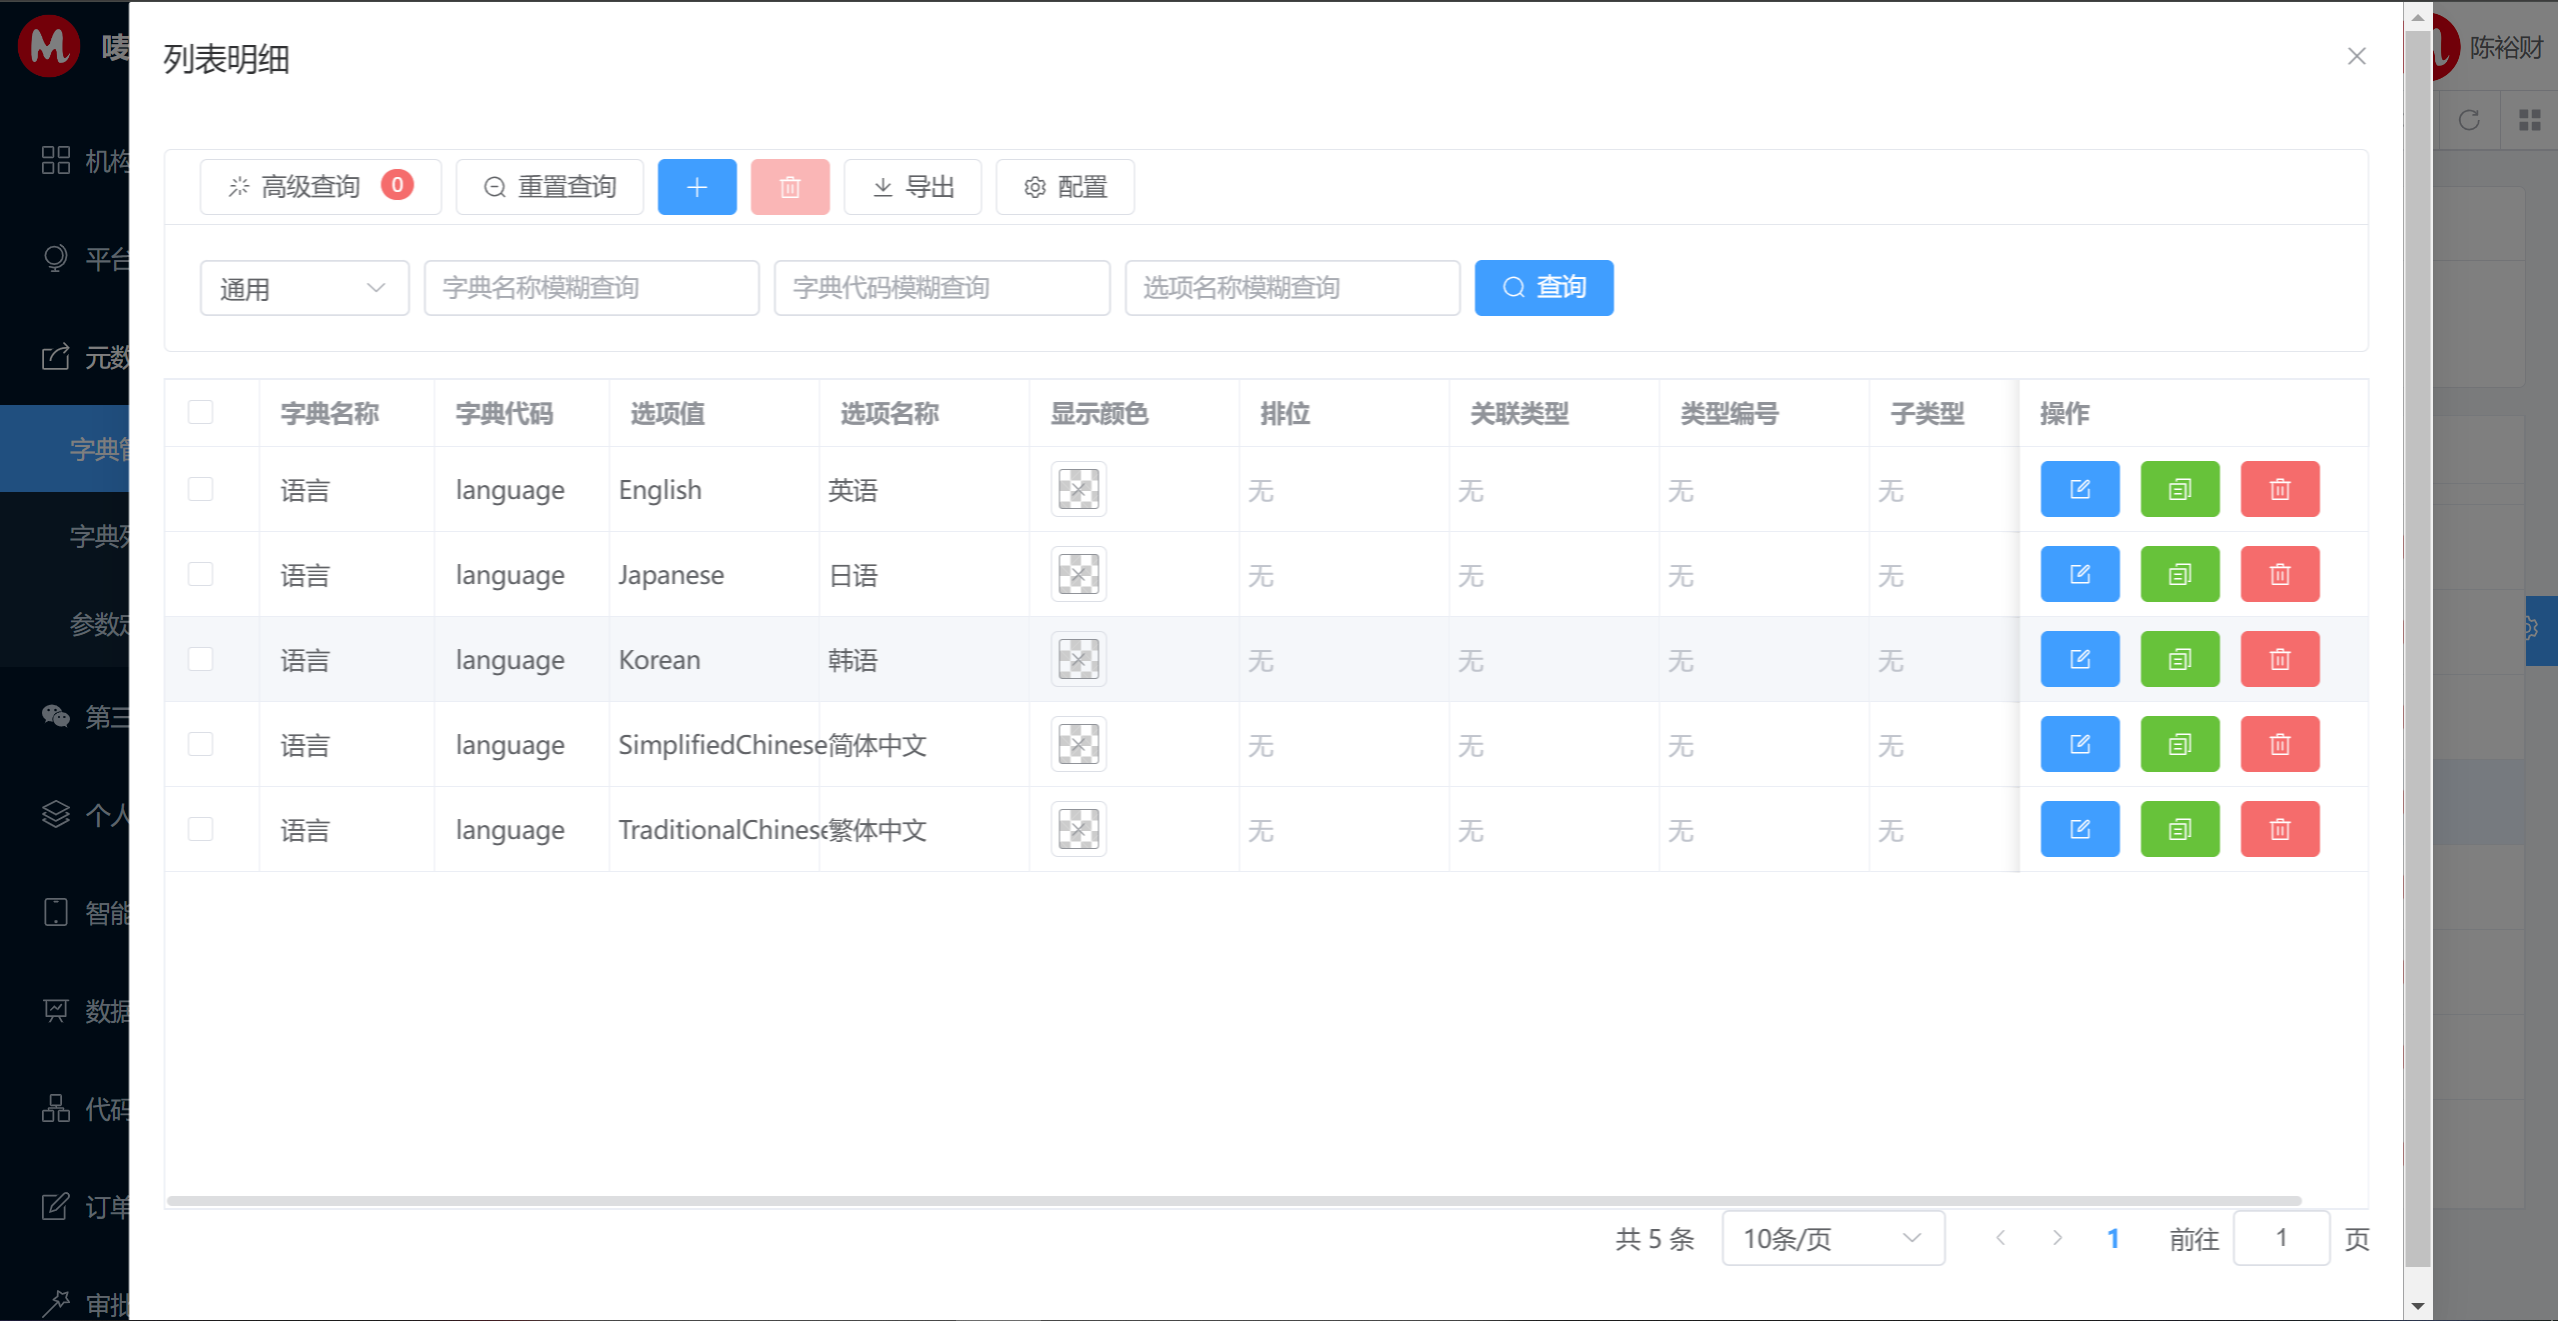 列表明细
陈裕财
高级查询 0 重置查询 导出 配置
通用 字典名称模糊查询 字典代码模糊查询 选项名称模糊查询 查询
字典名称 字典代码 选项值 选项名称 显示颜色 排位 关联类型 类型编号 子类型 操作
语言 language English 英语 无 无 无 无
语言 language Japanese 日语 无 无 无 无
语言 language Korean 韩语 无 无 无 无
语言 language SimplifiedChinese 简体中文 无 无 无 无
语言 language TraditionalChinese 繁体中文 无 无 无 无
共 5 条 10条/页 1 前往 1 页
机构
平台
元数
字典管
字典列
参数定
第三
个人
智能
数据
代码
订单
审批